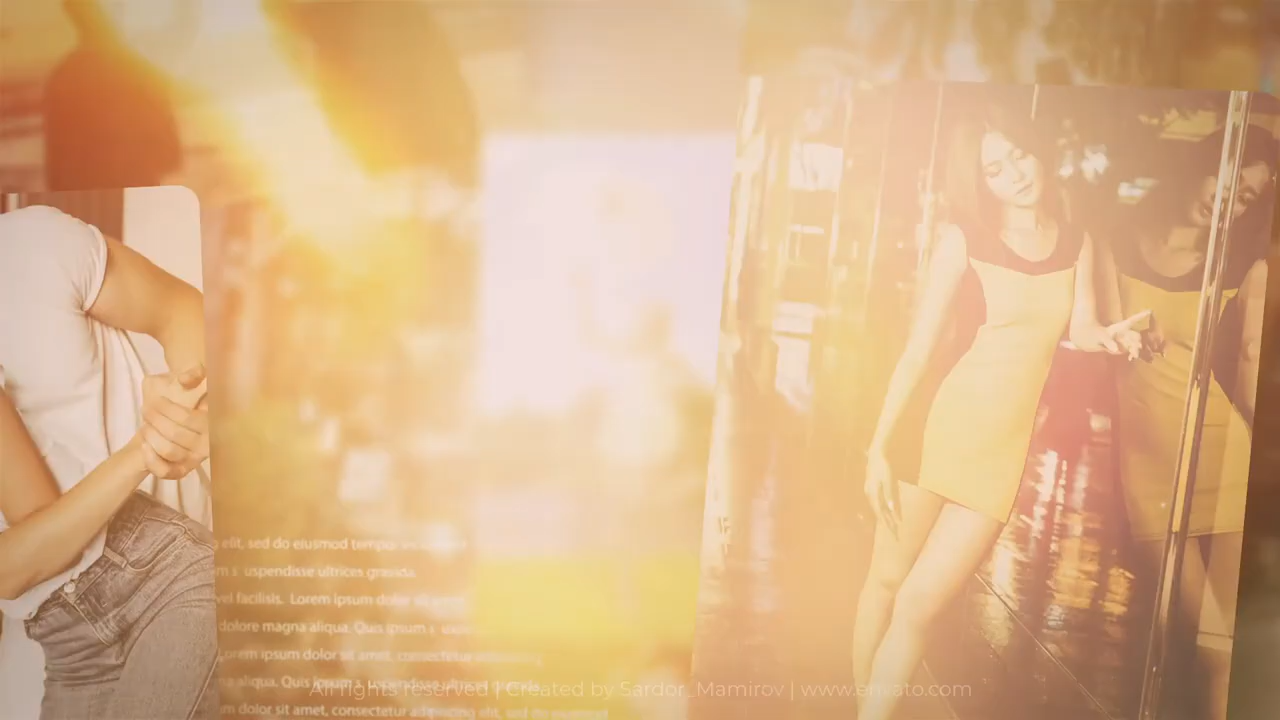 elit, sed do eiusmod tempor
uspendisse ultrices gravida.
vel facilisis. Lorem ipsum dolor sit amet
dolore magna aliqua. Quis ipsum s
orem ipsum dolor sit amet, consectetur
na aliqua. Quis ipsum s
All rights reserved | Created by Sardor_Mamirov | www.envato.com
m dolor sit amet, consectetur adipiscing elit, sed do eiusmod